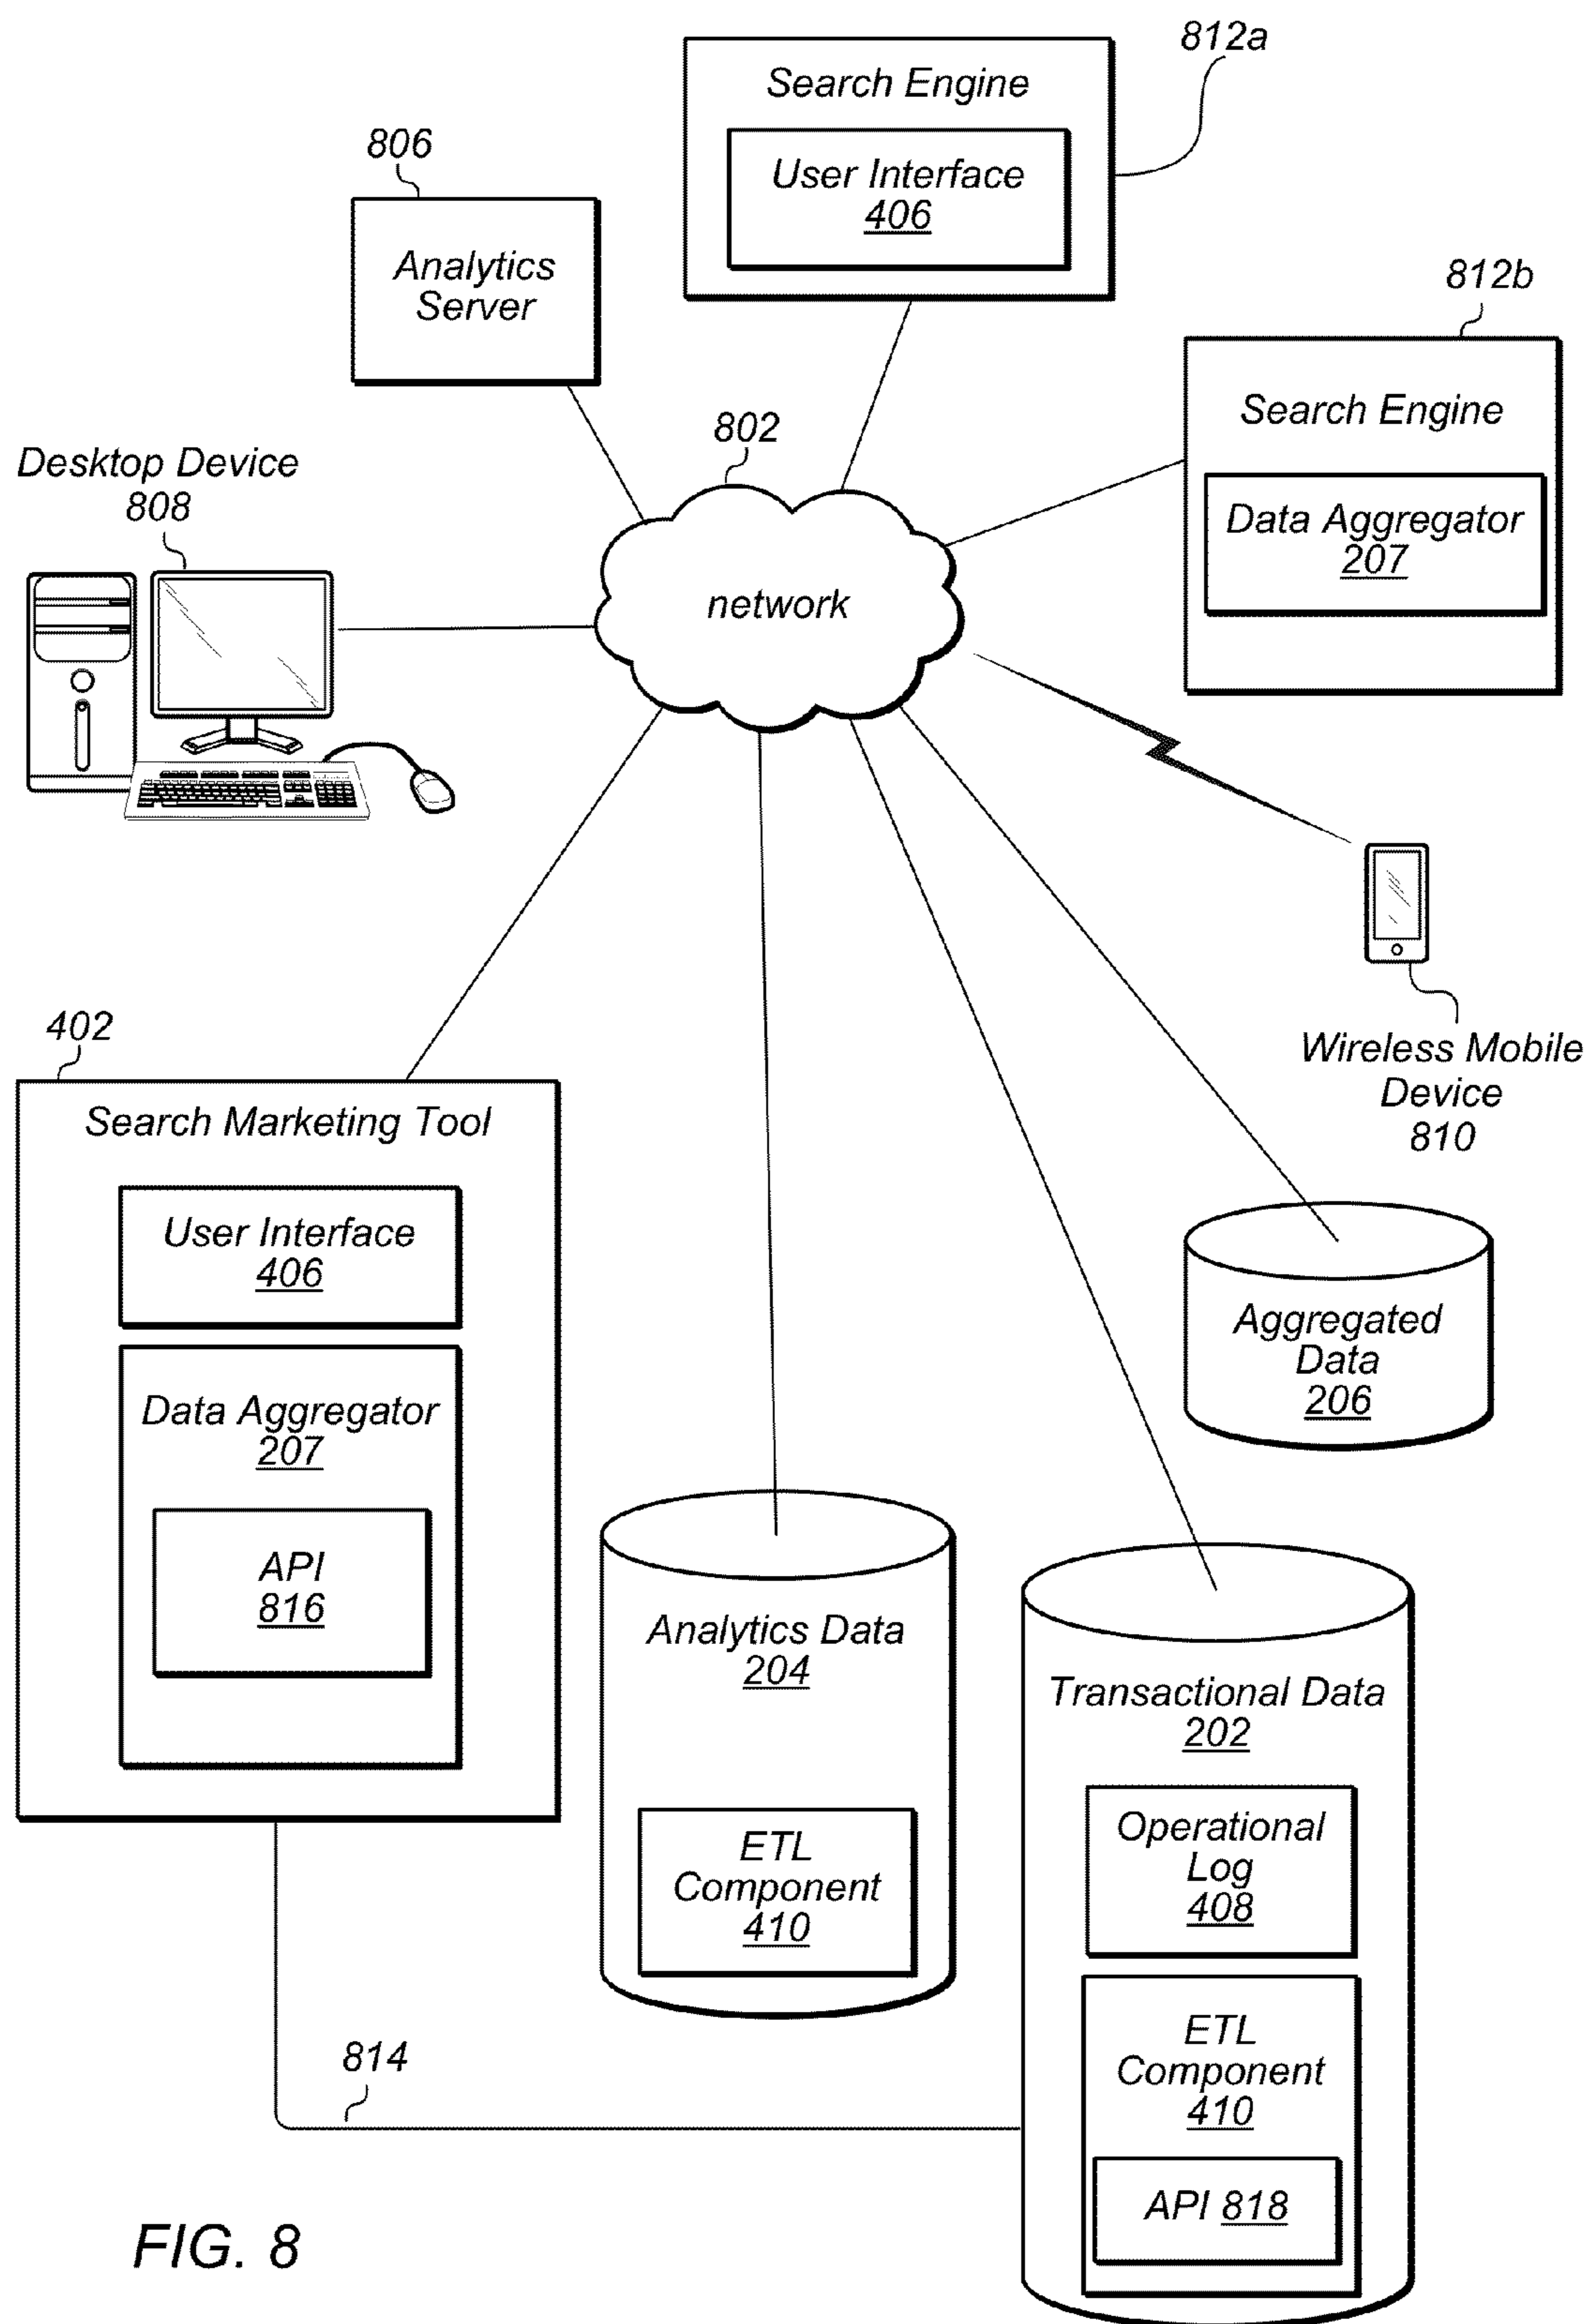 812a
Search Engine
User Interface
406
806
Analytics
Server
812b
Search Engine
Data Aggregator
207
802
network
Desktop Device
808
Wireless Mobile
Device
810
402
Search Marketing Tool
User Interface
406
Data Aggregator
207
API
816
Aggregated
Data
206
Analytics Data
204
ETL
Component
410
Transactional Data
202
Operational
Log
408
ETL
Component
410
API 818
814
FIG. 8